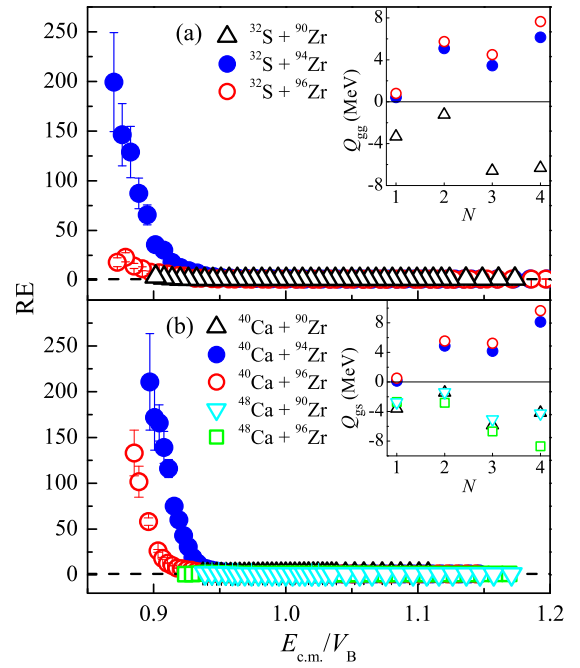 (a)
³²S + ⁹⁰Zr
³²S + ⁹⁴Zr
³²S + ⁹⁶Zr
250
200
150
100
50
0
8
4
0
-4
-8
Q_gg (MeV)
1 2 3 4
N
RE
(b)
⁴⁰Ca + ⁹⁰Zr
⁴⁰Ca + ⁹⁴Zr
⁴⁰Ca + ⁹⁶Zr
⁴⁸Ca + ⁹⁰Zr
⁴⁸Ca + ⁹⁶Zr
250
200
150
100
50
0
8
4
0
-4
-8
Q_gs (MeV)
1 2 3 4
N
0.9 1.0 1.1 1.2
E_c.m./V_B